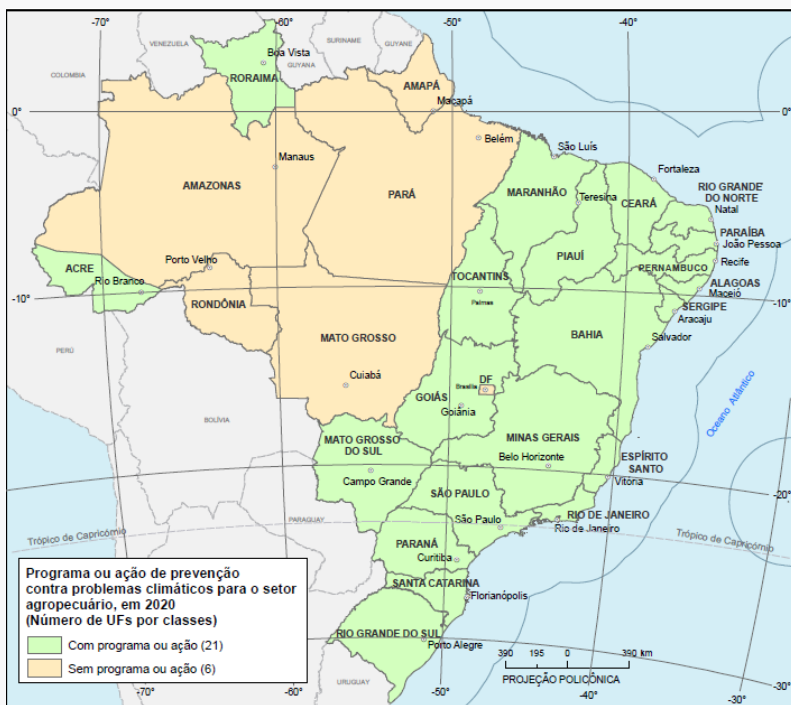 -70°
-60°
-50°
-40°
VENEZUELA
SURINAME
GUYANE
Boa Vista
GUYANA
COLOMBIA
RORAIMA
AMAPÁ
Macapá
0°
0°
Belém
São Luís
Manaus
Fortaleza
AMAZONAS
PARÁ
MARANHÃO
Teresina
CEARÁ
RIO GRANDE
DO NORTE
Natal
PARAÍBA
João Pessoa
ACRE
Porto Velho
PIAUÍ
PERNAMBUCO
Recife
Rio Branco
TOCANTINS
ALAGOAS
Maceió
-10°
-10°
RONDÔNIA
Palmas
SERGIPE
Aracaju
MATO GROSSO
BAHIA
Salvador
PERÚ
Cuiabá
Brasília
DF
GOIÁS
Goiânia
Oceano Atlântico
BOLÍVIA
MATO GROSSO
DO SUL
MINAS GERAIS
Belo Horizonte
ESPÍRITO
SANTO
Campo Grande
Vitória
SÃO PAULO
-20°
PARAGUAY
São Paulo
RIO DE JANEIRO
Rio de Janeiro
Trópico de Capricórnio
Trópico de Capricórnio
PARANÁ
Curitiba
SANTA CATARINA
Florianópolis
RIO GRANDE DO SUL
Porto Alegre
URUGUAY
Programa ou ação de prevenção
contra problemas climáticos para o setor
agropecuário, em 2020
(Número de UFs por classes)
Com programa ou ação (21)
Sem programa ou ação (6)
390 195 0 390 km
PROJEÇÃO POLICÔNICA
-30°
-30°
-70°
-60°
-50°
-40°